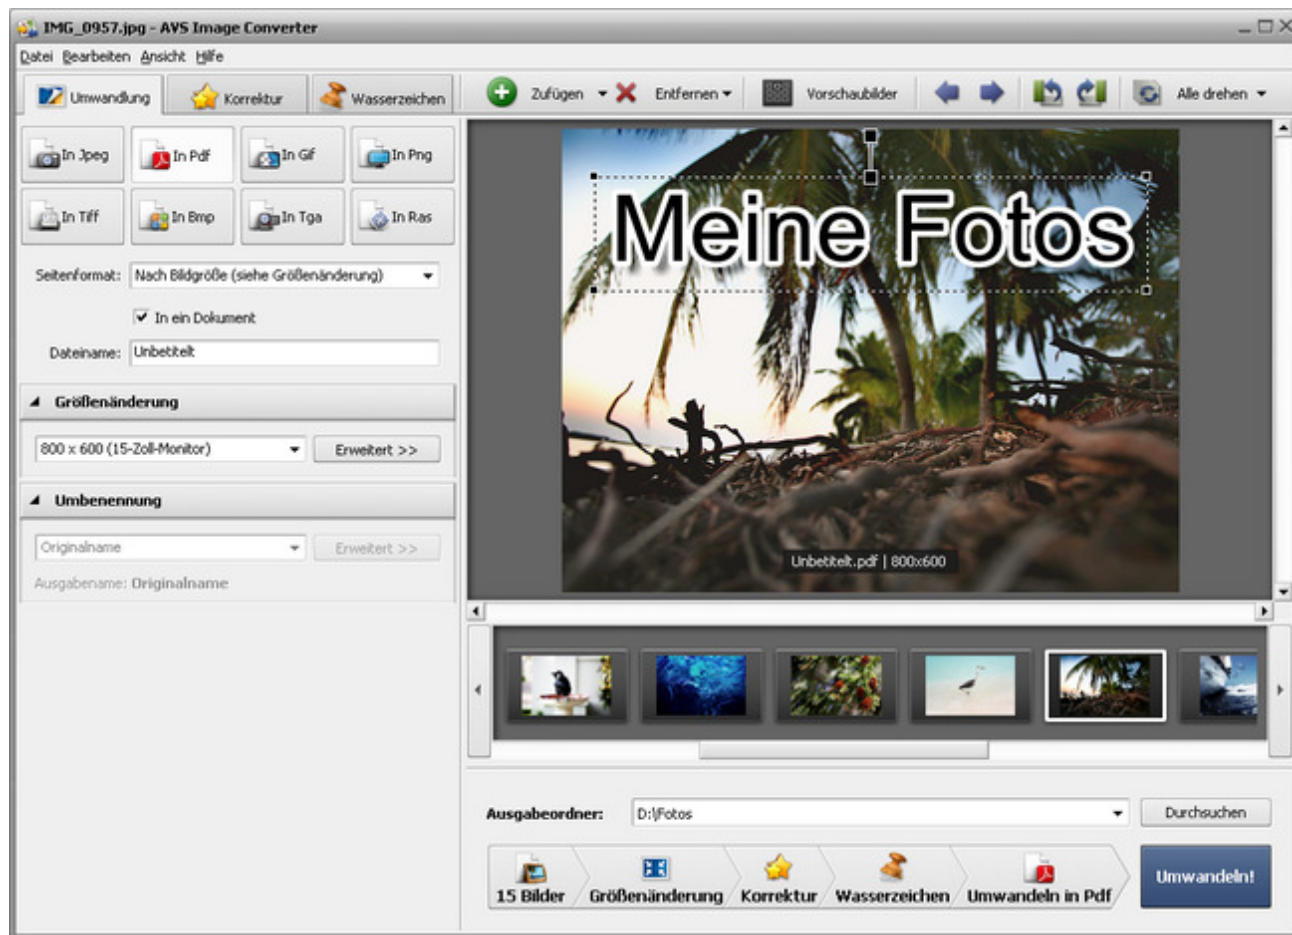 IMG_0957.jpg - AVS Image Converter
Datei Bearbeiten Ansicht Hilfe
Umwandlung Korrektur Wasserzeichen
Zufügen Entfernen Vorschaubilder Alle drehen
In Jpeg In Pdf In Gif In Png
In Tiff In Bmp In Tga In Ras
Seitenformat: Nach Bildgröße (siehe Größenänderung)
In ein Dokument
Dateiname: Unbetitelt
Größenänderung
800 x 600 (15-Zoll-Monitor) Erweitert >>
Umbenennung
Originalname Erweitert >>
Ausgabename: Originalname
Meine Fotos
Unbetitelt.pdf | 800x600
Ausgabeordner: D:\Fotos Durchsuchen
15 Bilder Größenänderung Korrektur Wasserzeichen Umwandeln in Pdf Umwandeln!